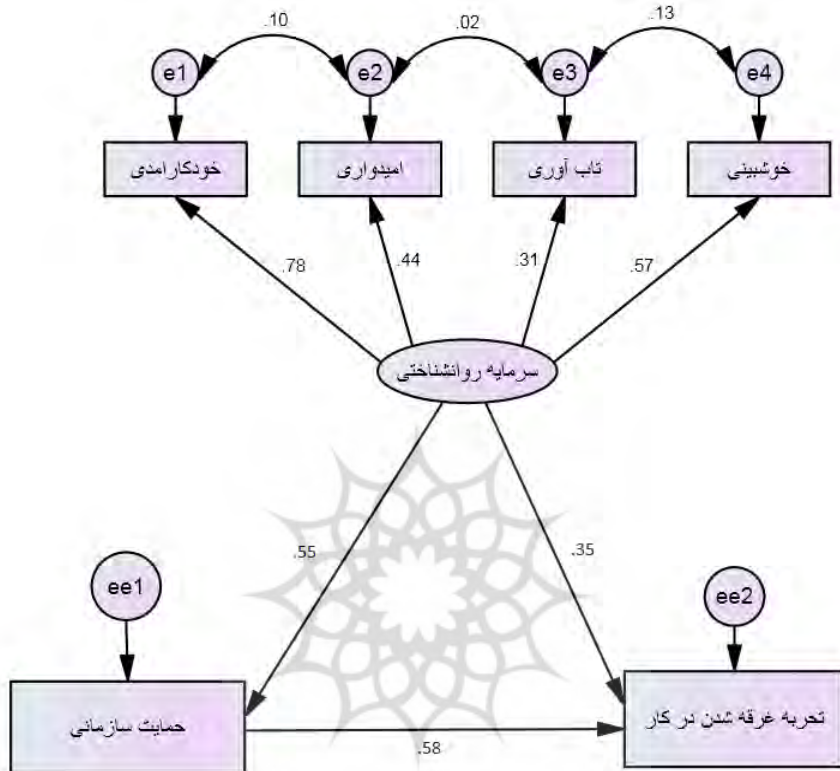 .10
.02
.13
e1
e2
e3
e4
خودکارامدی
امیدواری
تاب آوری
خوشبینی
.78
.44
.31
.57
سرمایه روانشناختی
.55
.35
ee1
ee2
حمایت سازمانی
تحربه غرقه شدن در کار
.58